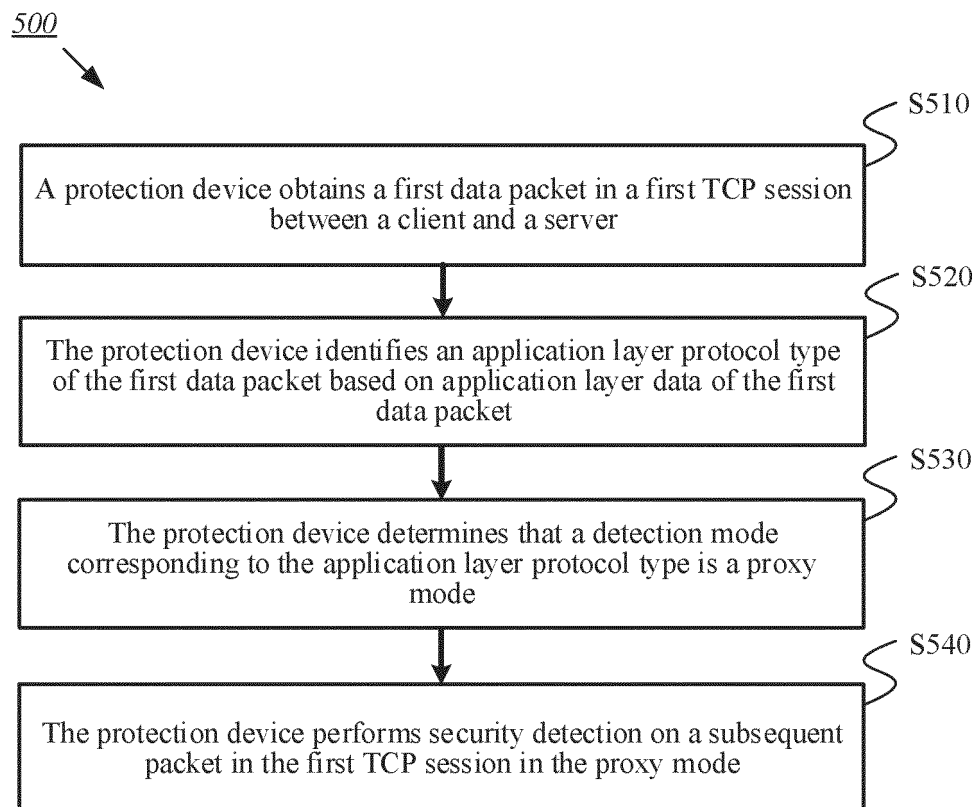 500
S510
A protection device obtains a first data packet in a first TCP session
between a client and a server
S520
The protection device identifies an application layer protocol type
of the first data packet based on application layer data of the first
data packet
S530
The protection device determines that a detection mode
corresponding to the application layer protocol type is a proxy
mode
S540
The protection device performs security detection on a subsequent
packet in the first TCP session in the proxy mode